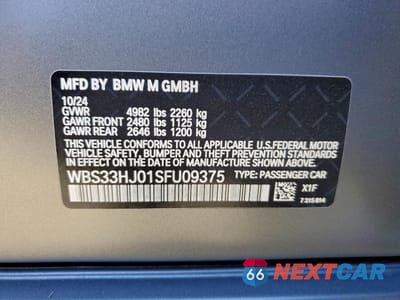 MFD BY BMW M GMBH
10/24
GVWR 4982 lbs 2260 kg
GAWR FRONT 2480 lbs 1125 kg
GAWR REAR 2646 lbs 1200 kg
THIS VEHICLE CONFORMS TO ALL APPLICABLE U.S.FEDERAL MOTOR
VEHICLE SAFETY, BUMPER, AND THEFT PREVENTION STANDARDS IN
EFFECT ON THE DATE OF MANUFACTURE SHOWN ABOVE.
WBS33HJ01SFU09375 TYPE: PASSENGER CAR
X1F
7315814
66 NEXTCAR